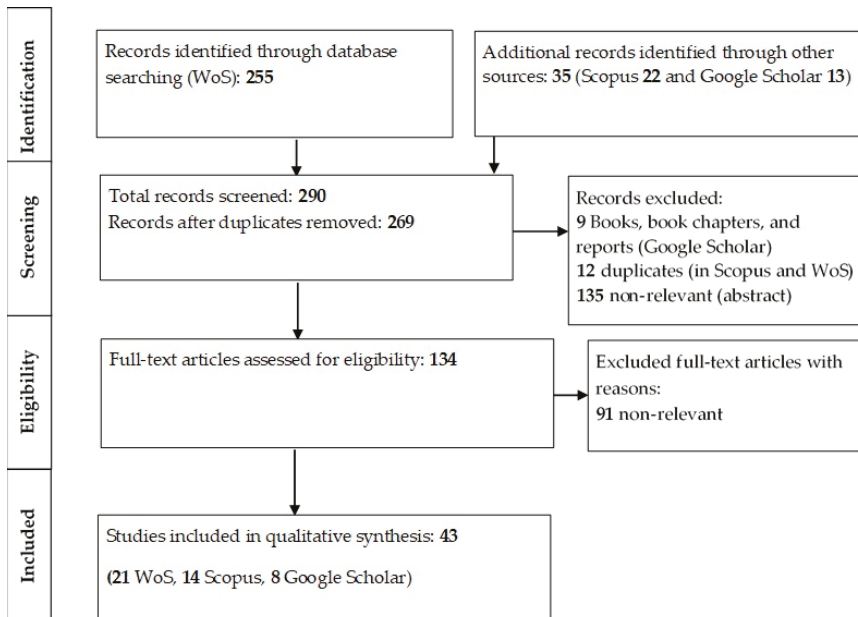 Identification
Records identified through database
searching (WoS): 255
Additional records identified through other
sources: 35 (Scopus 22 and Google Scholar 13)
Screening
Total records screened: 290
Records after duplicates removed: 269
Records excluded:
9 Books, book chapters, and
reports (Google Scholar)
12 duplicates (in Scopus and WoS)
135 non-relevant (abstract)
Eligibility
Full-text articles assessed for eligibility: 134
Excluded full-text articles with
reasons:
91 non-relevant
Included
Studies included in qualitative synthesis: 43
(21 WoS, 14 Scopus, 8 Google Scholar)